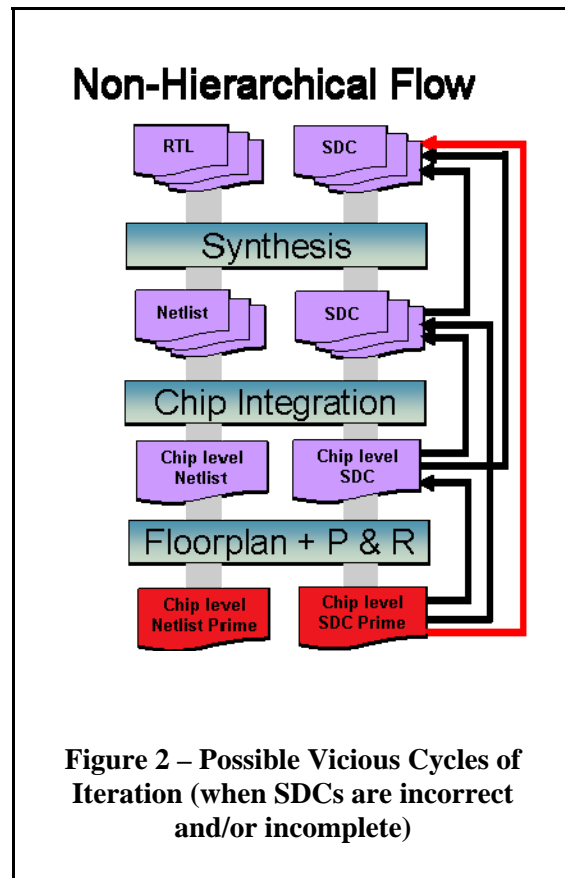 Non-Hierarchical Flow
RTL
SDC
Synthesis
Netlist
SDC
Chip Integration
Chip level
Netlist
Chip level
SDC
Floorplan + P & R
Chip level
Netlist Prime
Chip level
SDC Prime
Figure 2 – Possible Vicious Cycles of
Iteration (when SDCs are incorrect
and/or incomplete)